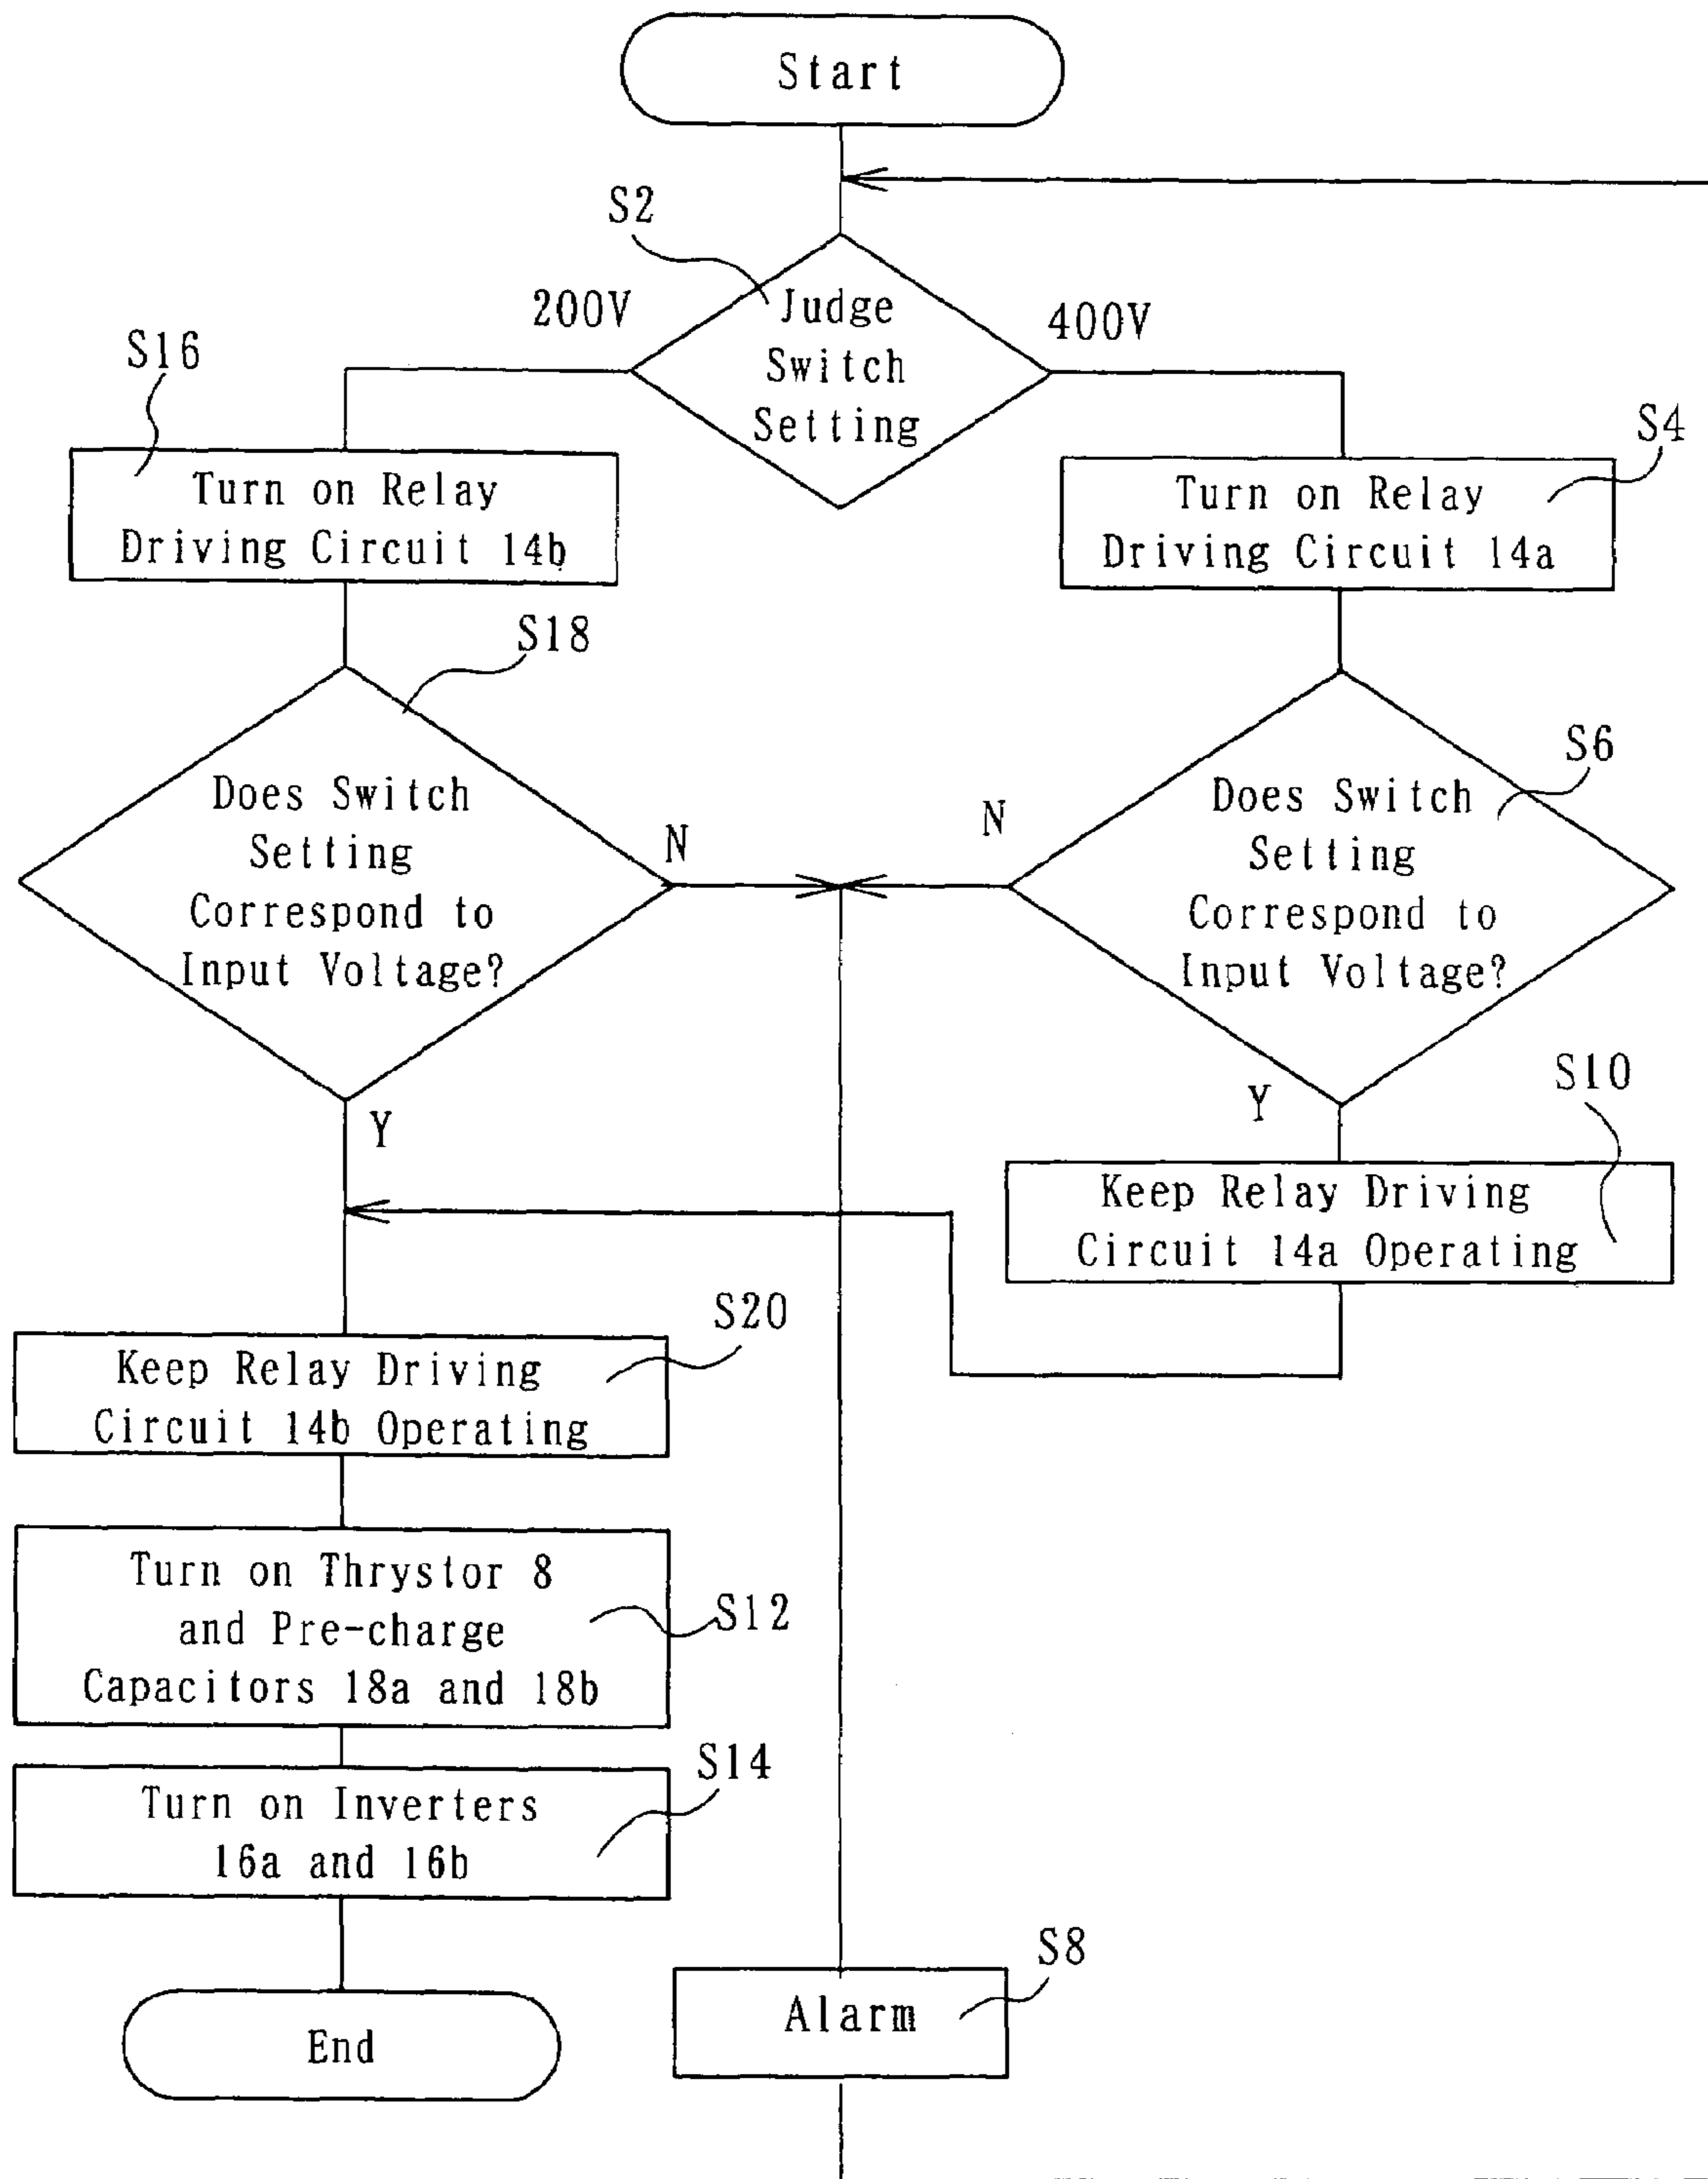 Start
S2
Judge
Switch
Setting
200V
400V
S16
Turn on Relay
Driving Circuit 14b
S4
Turn on Relay
Driving Circuit 14a
S18
Does Switch
Setting
Correspond to
Input Voltage?
N
Y
S6
Does Switch
Setting
Correspond to
Input Voltage?
N
Y
S10
Keep Relay Driving
Circuit 14a Operating
S20
Keep Relay Driving
Circuit 14b Operating
Turn on Thrystor 8
and Pre-charge
Capacitors 18a and 18b
S12
S14
Turn on Inverters
16a and 16b
End
S8
Alarm